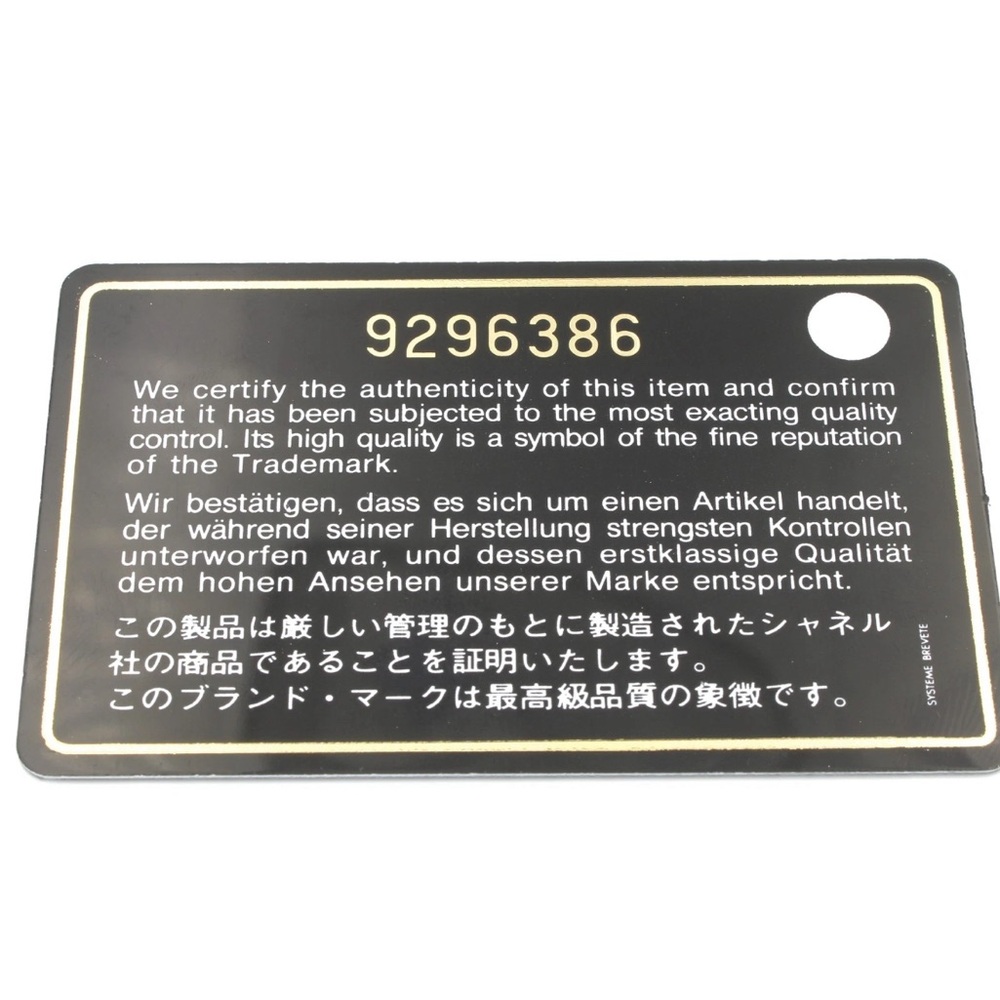 9296386
We certify the authenticity of this item and confirm
that it has been subjected to the most exacting quality
control. Its high quality is a symbol of the fine reputation
of the Trademark.
Wir bestätigen, dass es sich um einen Artikel handelt,
der während seiner Herstellung strengsten Kontrollen
unterworfen war, und dessen erstklassige Qualität
dem hohen Ansehen unserer Marke entspricht.
この製品は厳しい管理のもとに製造されたシャネル
社の商品であることを証明いたします。
このブランド・マークは最高級品質の象徴です。
SYSTEME BREVETE